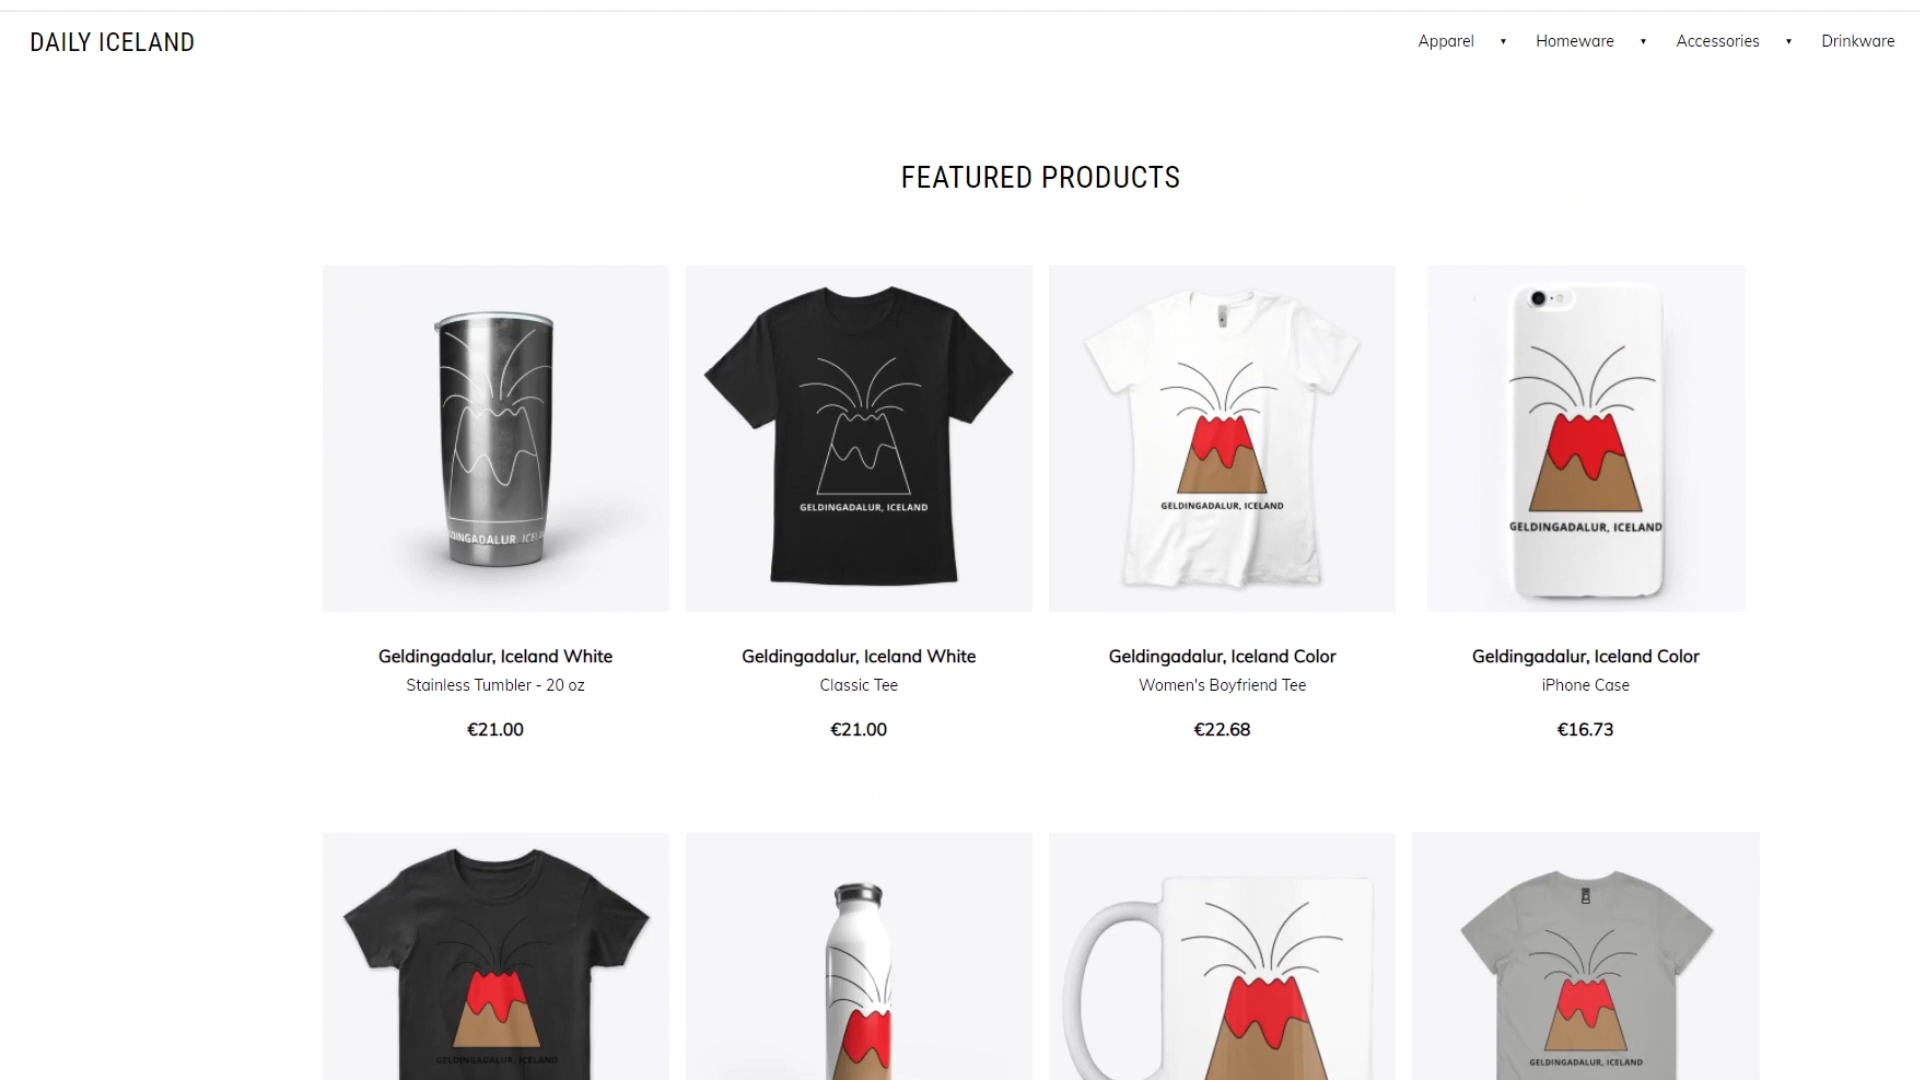 DAILY ICELAND
Apparel ▾ Homeware ▾ Accessories ▾ Drinkware
FEATURED PRODUCTS
GELDINGADALUR, ICELAND
GELDINGADALUR, ICELAND
GELDINGADALUR, ICELAND
Geldingadalur, Iceland White
Stainless Tumbler - 20 oz
€21.00
Geldingadalur, Iceland White
Classic Tee
€21.00
Geldingadalur, Iceland Color
Women's Boyfriend Tee
€22.68
Geldingadalur, Iceland Color
iPhone Case
€16.73
GELDINGADALUR, ICELAND
GELDINGADALUR, ICELAND